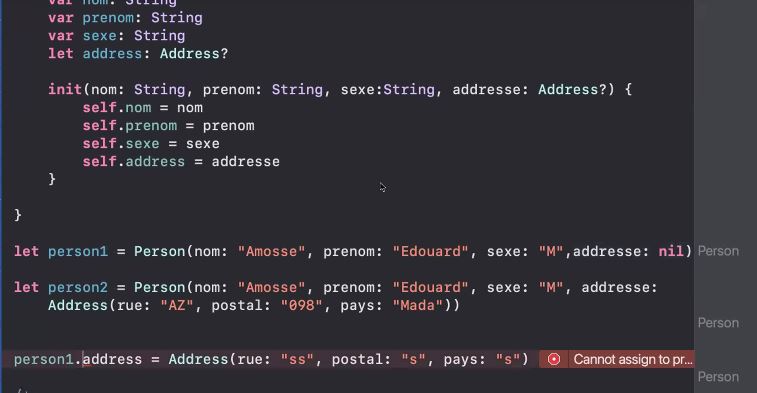 var nom: String
var prenom: String
var sexe: String
let address: Address?
init(nom: String, prenom: String, sexe:String, addresse: Address?) {
self.nom = nom
self.prenom = prenom
self.sexe = sexe
self.address = addresse
}
}
let person1 = Person(nom: "Amosse", prenom: "Edouard", sexe: "M",addresse: nil) Person
let person2 = Person(nom: "Amosse", prenom: "Edouard", sexe: "M", addresse:
Address(rue: "AZ", postal: "098", pays: "Mada"))
Person
person1.address = Address(rue: "ss", postal: "s", pays: "s") Cannot assign to pr...
Person